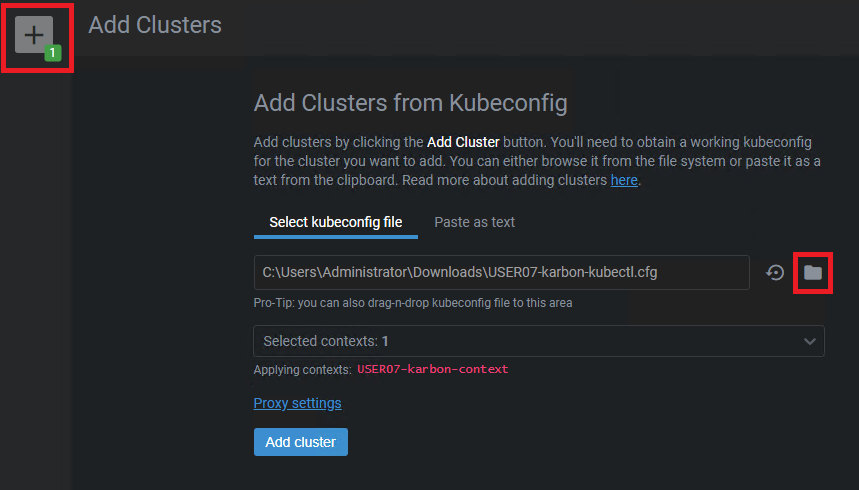 1
Add Clusters
Add Clusters from Kubeconfig
Add clusters by clicking the Add Cluster button. You'll need to obtain a working kubeconfig
for the cluster you want to add. You can either browse it from the file system or paste it as a
text from the clipboard. Read more about adding clusters here.
Select kubeconfig file Paste as text
C:\Users\Administrator\Downloads\USER07-karbon-kubectl.cfg
Pro-Tip: you can also drag-n-drop kubeconfig file to this area
Selected contexts: 1
Applying contexts: USER07-karbon-context
Proxy settings
Add cluster